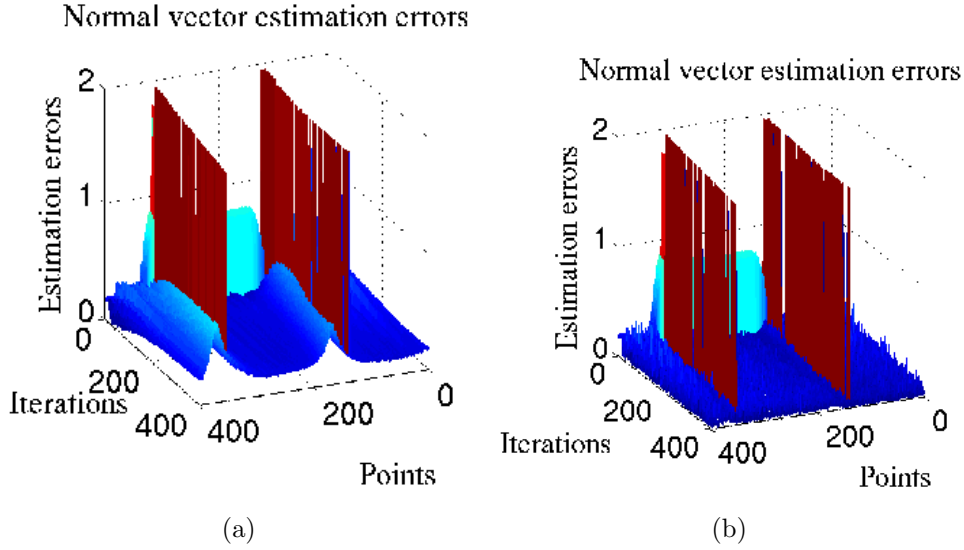 Normal vector estimation errors
Estimation errors
2
1
0
0
200
400
Iterations
400
200
0
Points
(a)
Normal vector estimation errors
Estimation errors
2
1
0
0
200
400
Iterations
400
200
0
Points
(b)